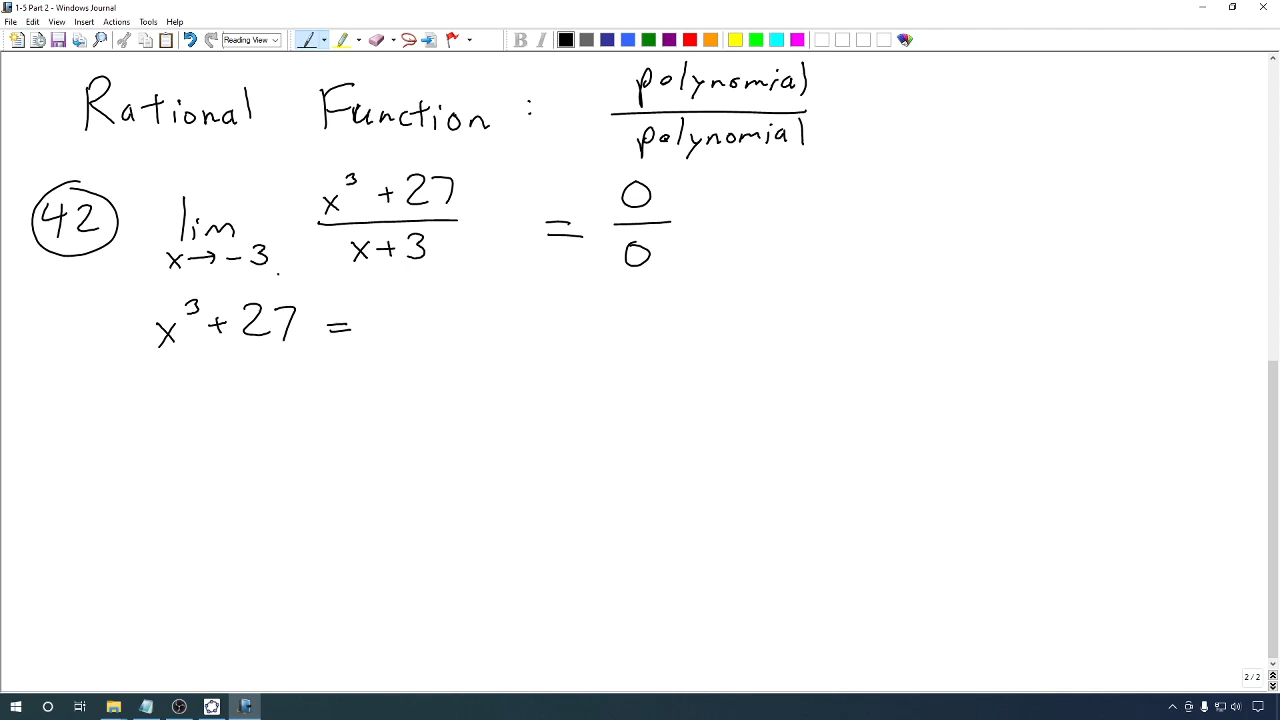 1-5 Part 2 - Windows Journal
File Edit View Insert Actions Tools Help
Reading View B I
Rational Function : polynomial / polynomial
42 lim x→-3 x³ + 27 / x + 3 = 0 / 0
x³ + 27 =
2 / 2